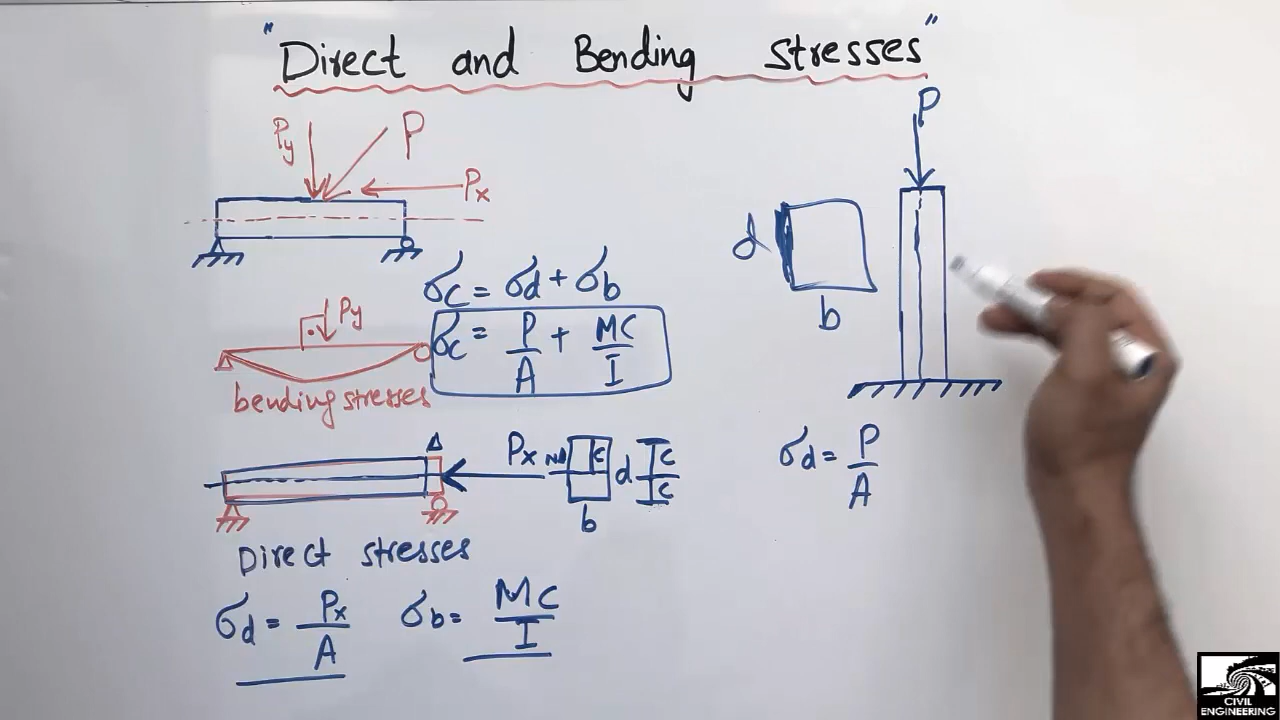 "Direct and Bending stresses"
Py P Px
σc = σd + σb
σc = P/A + MC/I
Py
bending stresses
Px NA C d C C
b
Direct stresses
σd = Px/A σb = MC/I
P
d
b
σd = P/A
CIVIL
ENGINEERING